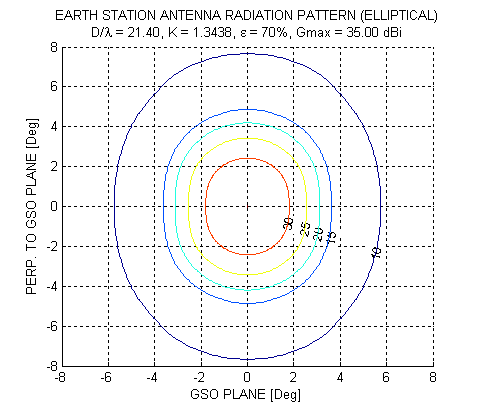 EARTH STATION ANTENNA RADIATION PATTERN (ELLIPTICAL)
D/λ = 21.40, K = 1.3438, ε = 70%, Gmax = 35.00 dBi
8
6
4
2
0
-2
-4
-6
-8
PERP. TO GSO PLANE [Deg]
30
25
20
15
10
-8 -6 -4 -2 0 2 4 6 8
GSO PLANE [Deg]